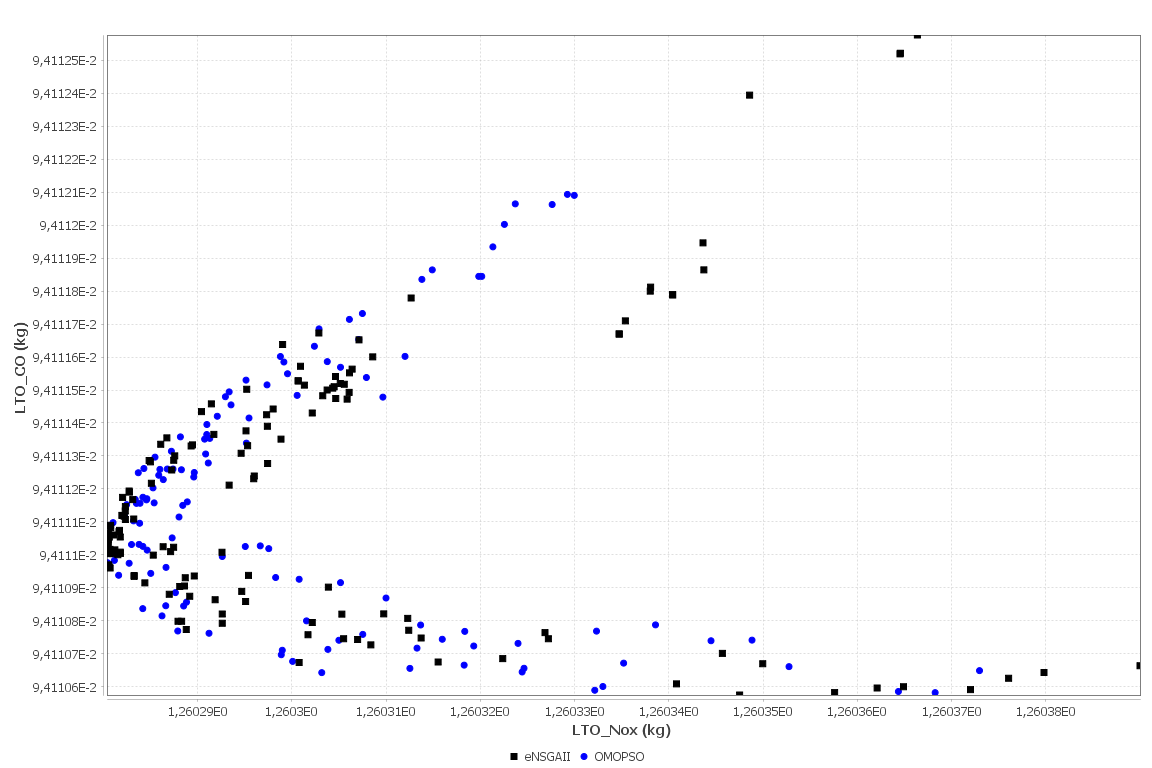 9,41125E-2
9,41124E-2
9,41123E-2
9,41122E-2
9,41121E-2
9,4112E-2
9,41119E-2
9,41118E-2
9,41117E-2
9,41116E-2
9,41115E-2
9,41114E-2
9,41113E-2
9,41112E-2
9,41111E-2
9,4111E-2
9,41109E-2
9,41108E-2
9,41107E-2
9,41106E-2
LTO_CO (kg)
1,26029E0 1,2603E0 1,26031E0 1,26032E0 1,26033E0 1,26034E0 1,26035E0 1,26036E0 1,26037E0 1,26038E0
LTO_Nox (kg)
eNSGAII OMOPSO